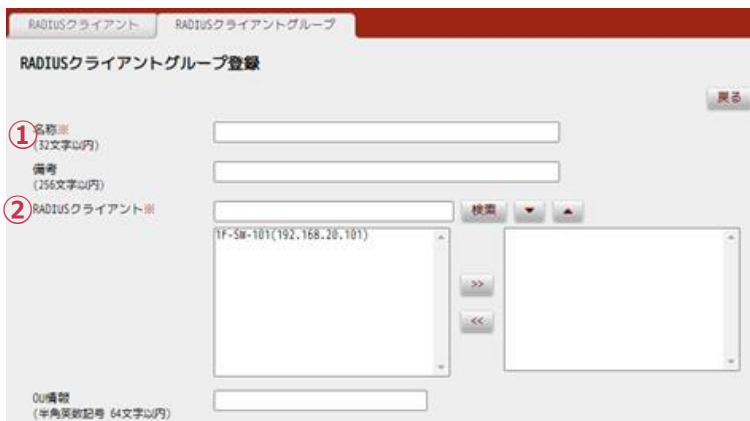 RADIUSクライアント RADIUSクライアントグループ
RADIUSクライアントグループ登録
戻る
① 名称※
(32文字以内)
備考
(256文字以内)
② RADIUSクライアント※ 検索 ▼ ▲
1F-SW-101(192.168.20.101)
>>
<<
OU情報
(半角英数記号 64文字以内)